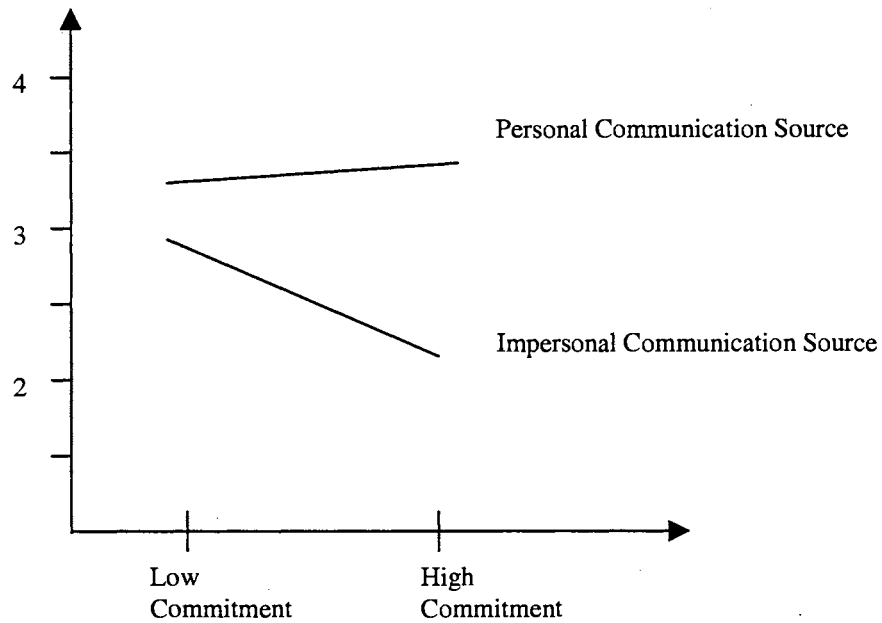 4
Personal Communication Source
3
Impersonal Communication Source
2
Low
Commitment
High
Commitment